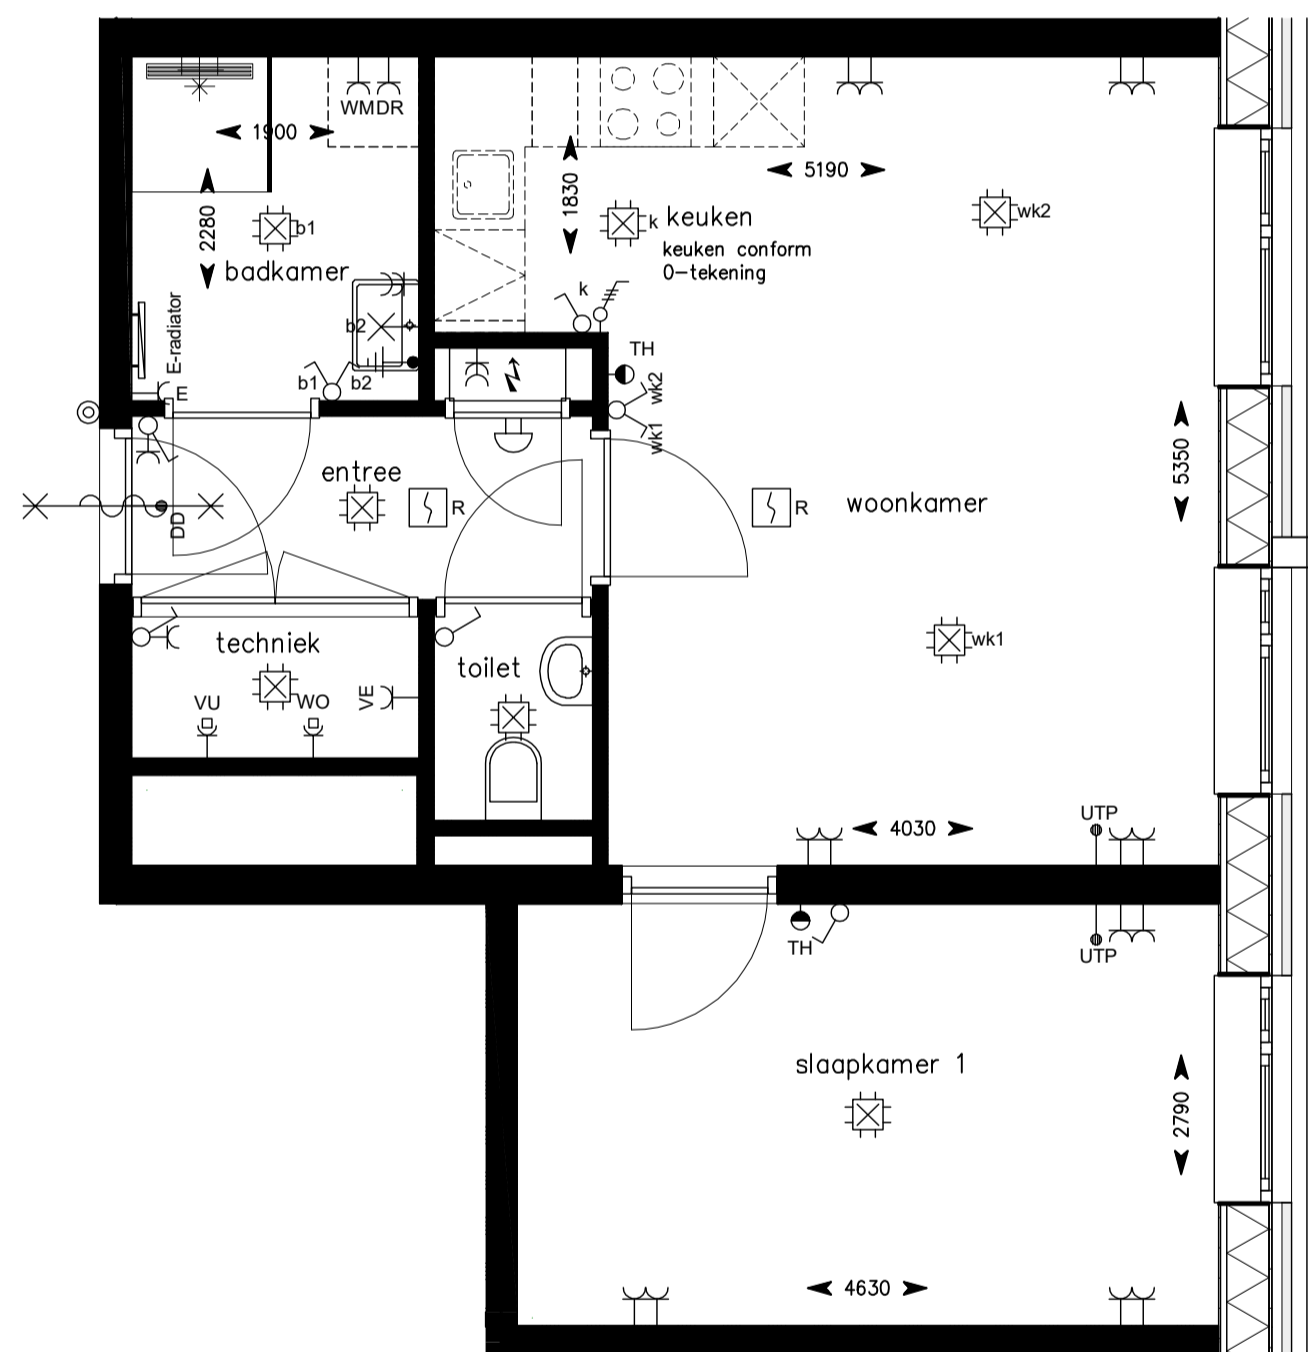 WMDR
1900
5190
1830
2280
k
keuken
wk2
b1
keuken conform
0-tekening
badkamer
k
E-radiator
b2
TH
b1
b2
wk2
E
wk1
entree
5350
R
R
woonkamer
DD
techniek
toilet
wk1
VU
WO
VE
UTP
4030
TH
UTP
slaapkamer 1
2790
4630